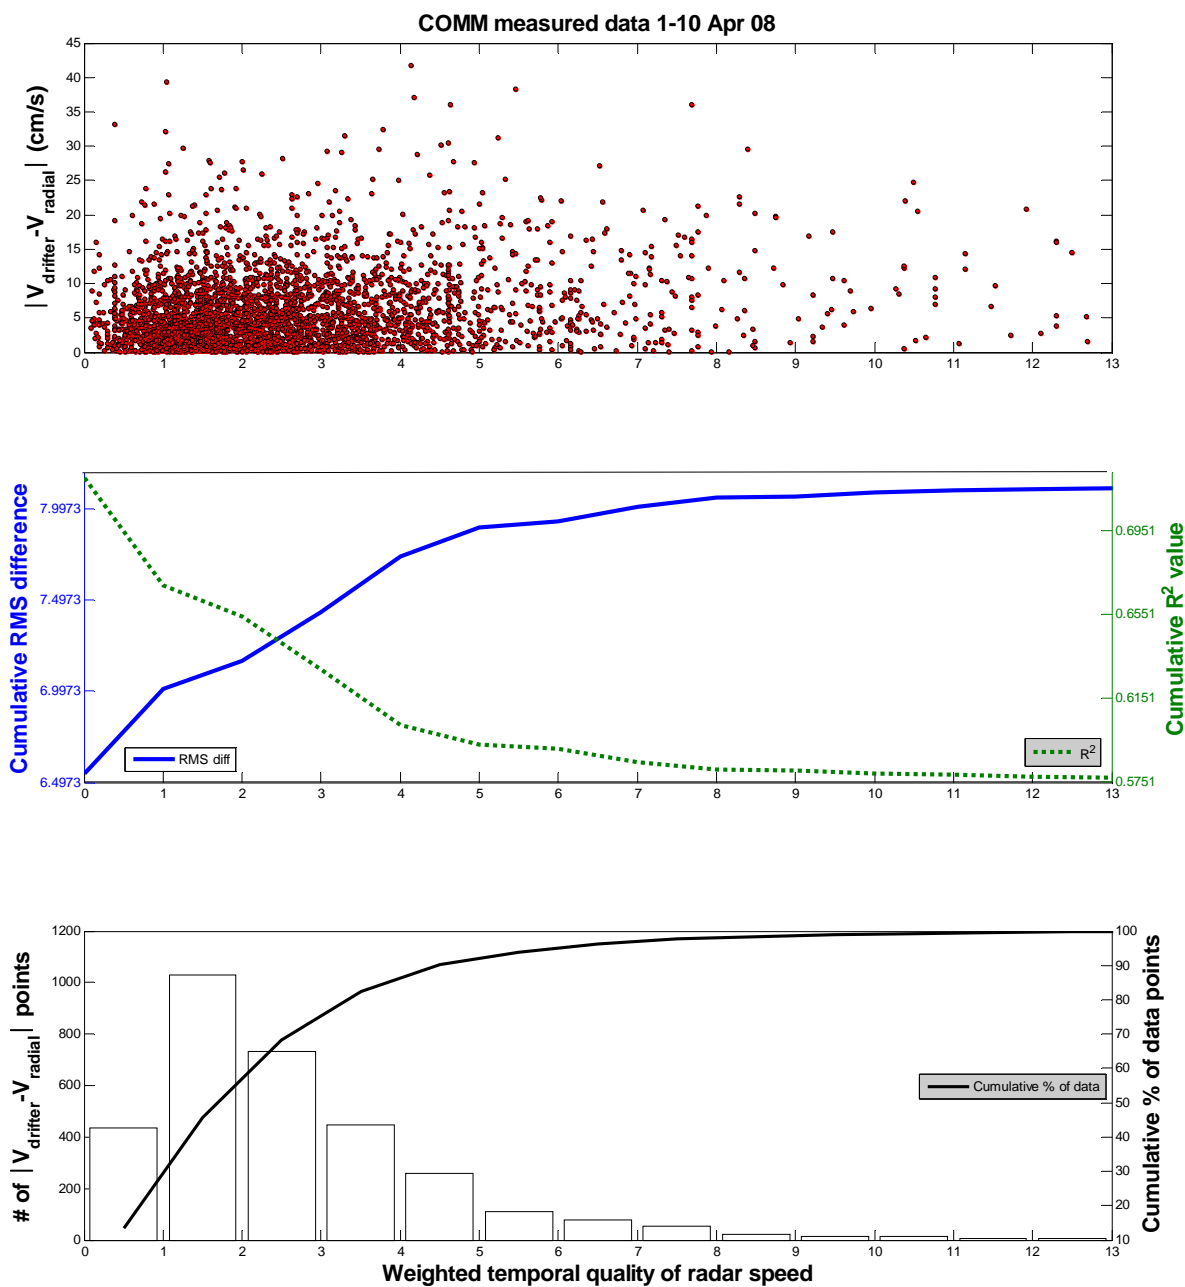 COMM measured data 1-10 Apr 08
|V_drifter-V_radial| (cm/s)
45
40
35
30
25
20
15
10
5
0
0 1 2 3 4 5 6 7 8 9 10 11 12 13
Cumulative RMS difference
7.9973
7.4973
6.9973
6.4973
RMS diff
R²
0.6951
0.6551
0.6151
0.5751
Cumulative R² value
0 1 2 3 4 5 6 7 8 9 10 11 12 13
# of |V_drifter-V_radial| points
1200
1000
800
600
400
200
0
Cumulative % of data
100
90
80
70
60
50
40
30
20
10
Cumulative % of data points
0 1 2 3 4 5 6 7 8 9 10 11 12 13
Weighted temporal quality of radar speed